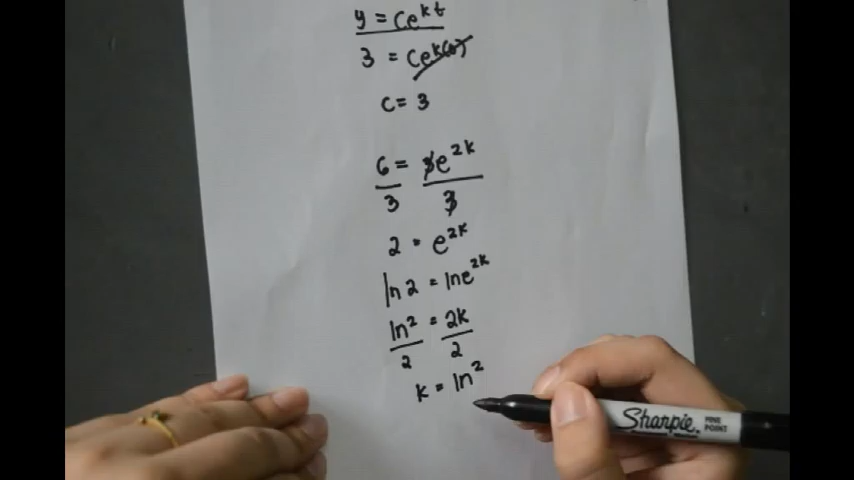 y = Ce^kt
3 = Ce^k(0)
C = 3
6/3 = 3e^2k/3
2 = e^2k
ln 2 = lne^2k
ln²/2 = 2k/2
k = ln²
Sharpie. FINE POINT